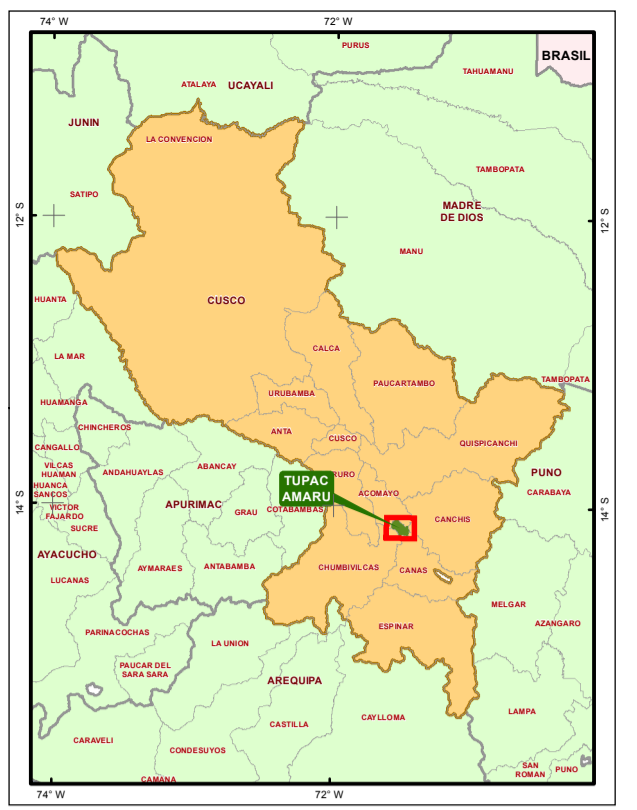 74° W
72° W
PURUS
BRASIL
TAHUAMANU
ATALAYA
UCAYALI
JUNIN
LA CONVENCION
TAMBOPATA
SATIPO
MADRE
DE DIOS
12° S
12° S
MANU
HUANTA
CUSCO
LA MAR
CALCA
PAUCARTAMBO
TAMBOPATA
URUBAMBA
HUAMANGA
CHINCHEROS
ANTA
CUSCO
QUISPICANCHI
CANGALLO
VILCAS
HUAMAN
ANDAHUAYLAS
ABANCAY
RURO
PUNO
TUPAC
AMARU
HUANCA
SANCOS
ACOMAYO
CARABAYA
14° S
14° S
APURIMAC
GRAU
COTABAMBAS
VICTOR
FAJARDO
CANCHIS
SUCRE
AYACUCHO
AYMARAES
ANTABAMBA
CHUMBIVILCAS
CANAS
LUCANAS
MELGAR
AZANGARO
ESPINAR
PARINACOCHAS
LA UNION
PAUCAR DEL
SARA SARA
AREQUIPA
LAMPA
CASTILLA
CAYLLOMA
CARAVELI
CONDESUYOS
SAN
ROMAN
PUNO
CAMANA
74° W
72° W